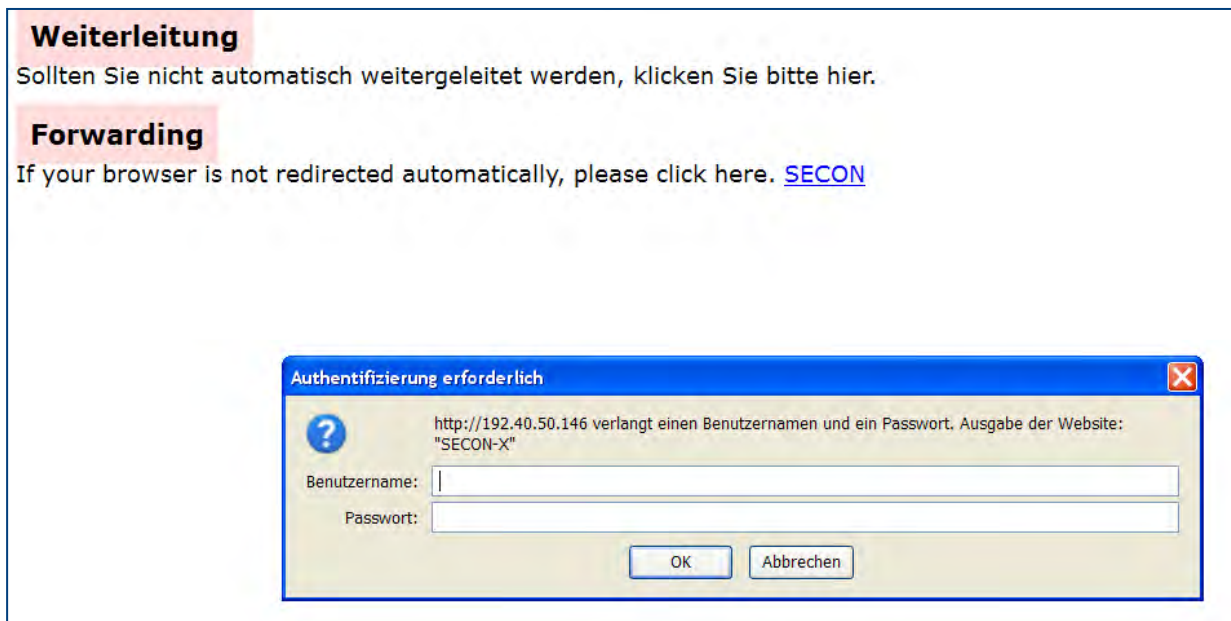 Weiterleitung
Sollten Sie nicht automatisch weitergeleitet werden, klicken Sie bitte hier.
Forwarding
If your browser is not redirected automatically, please click here. SECON
Authentifizierung erforderlich
http://192.40.50.146 verlangt einen Benutzernamen und ein Passwort. Ausgabe der Website:
"SECON-X"
Benutzername:
Passwort:
OK Abbrechen